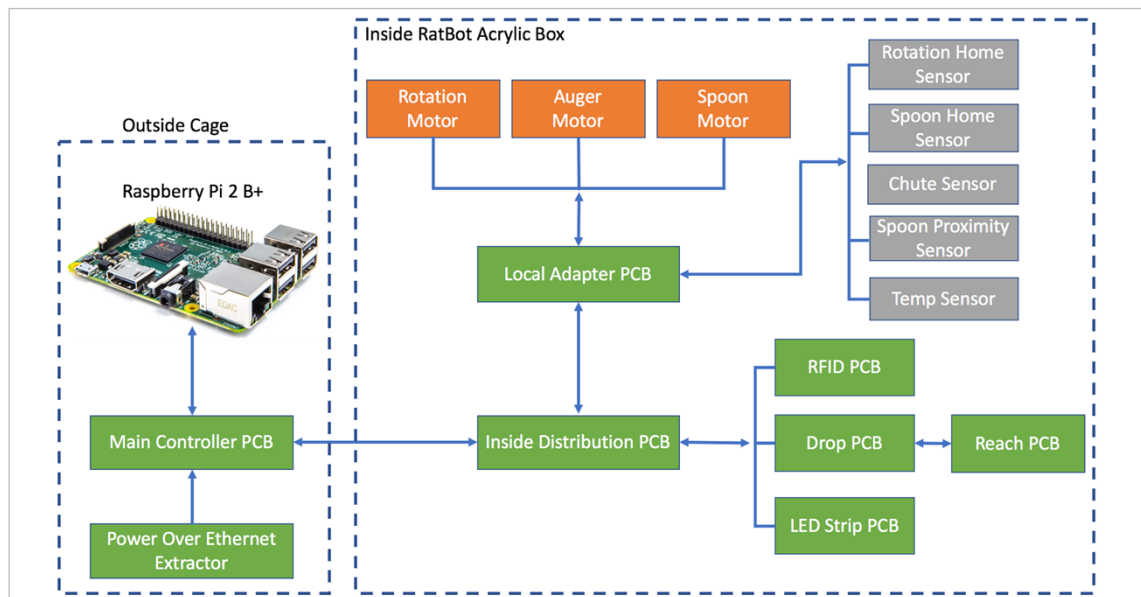 Inside RatBot Acrylic Box
Rotation
Motor
Auger
Motor
Spoon
Motor
Rotation Home
Sensor
Spoon Home
Sensor
Chute Sensor
Spoon Proximity
Sensor
Temp Sensor
Outside Cage
Raspberry Pi 2 B+
EDAC
Local Adapter PCB
RFID PCB
Main Controller PCB
Inside Distribution PCB
Drop PCB
Reach PCB
LED Strip PCB
Power Over Ethernet
Extractor